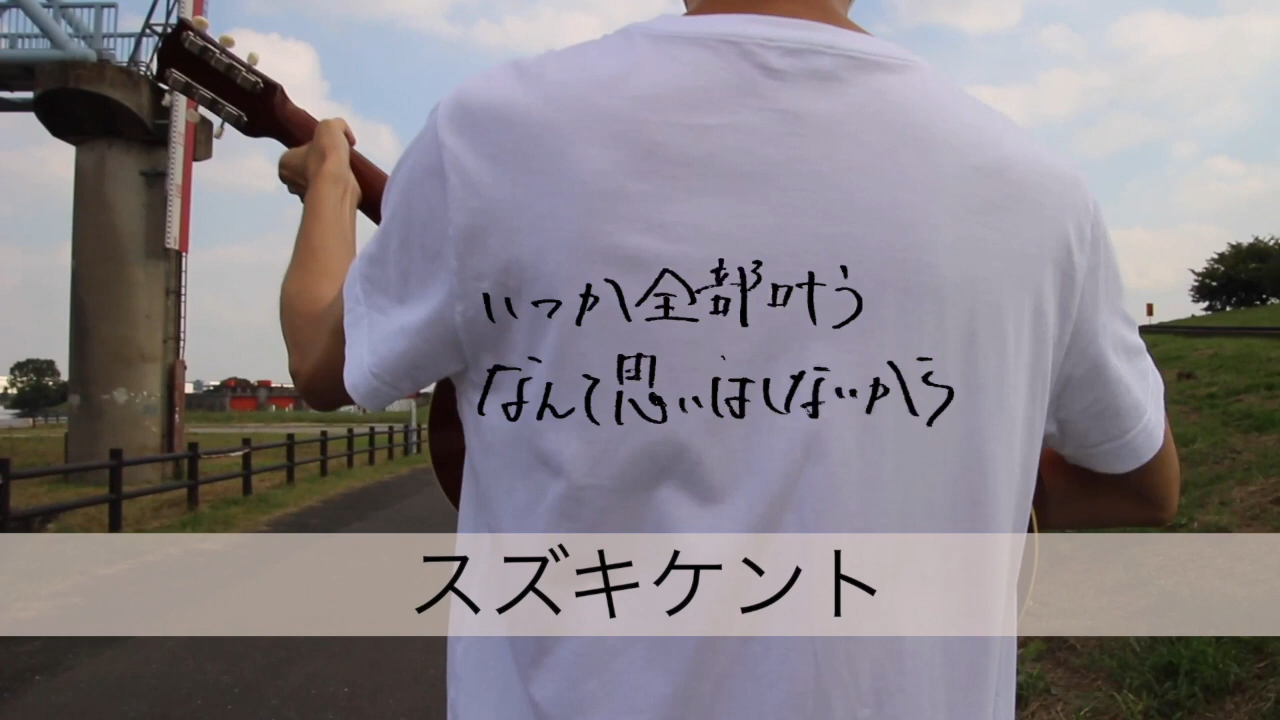 いつか全部叶う
なんて思いはしないから
スズキケント